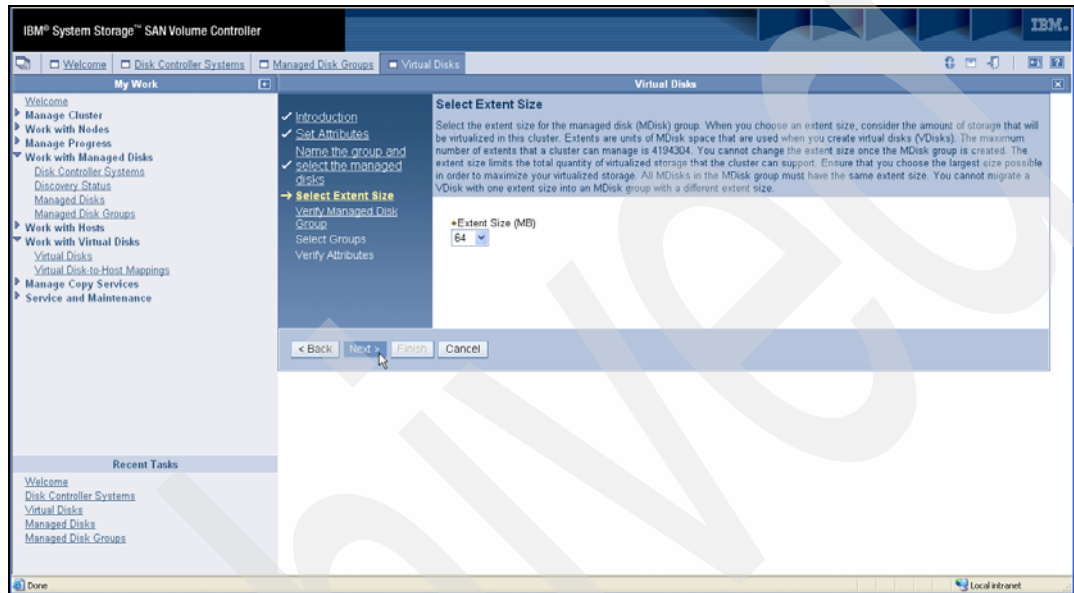 IBM® System Storage™ SAN Volume Controller
IBM.
Welcome
Disk Controller Systems
Managed Disk Groups
Virtual Disks
My Work
Virtual Disks
Welcome
Manage Cluster
Work with Nodes
Manage Progress
Work with Managed Disks
Disk Controller Systems
Discovery Status
Managed Disks
Managed Disk Groups
Work with Hosts
Work with Virtual Disks
Virtual Disks
Virtual Disk-to-Host Mappings
Manage Copy Services
Service and Maintenance
Recent Tasks
Welcome
Disk Controller Systems
Virtual Disks
Managed Disks
Managed Disk Groups
Introduction
Set Attributes
Name the group and
select the managed
disks
Select Extent Size
Verify Managed Disk
Group
Select Groups
Verify Attributes
Select Extent Size
Select the extent size for the managed disk (MDisk) group. When you choose an extent size, consider the amount of storage that will
be virtualized in this cluster. Extents are units of MDisk space that are used when you create virtual disks (VDisks). The maximum
number of extents that a cluster can manage is 4194304. You cannot change the extent size once the MDisk group is created. The
extent size limits the total quantity of virtualized storage that the cluster can support. Ensure that you choose the largest size possible
in order to maximize your virtualized storage. All MDisks in the MDisk group must have the same extent size. You cannot migrate a
VDisk with one extent size into an MDisk group with a different extent size.
Extent Size (MB)
64
< Back
Next >
Finish
Cancel
Done
Local intranet